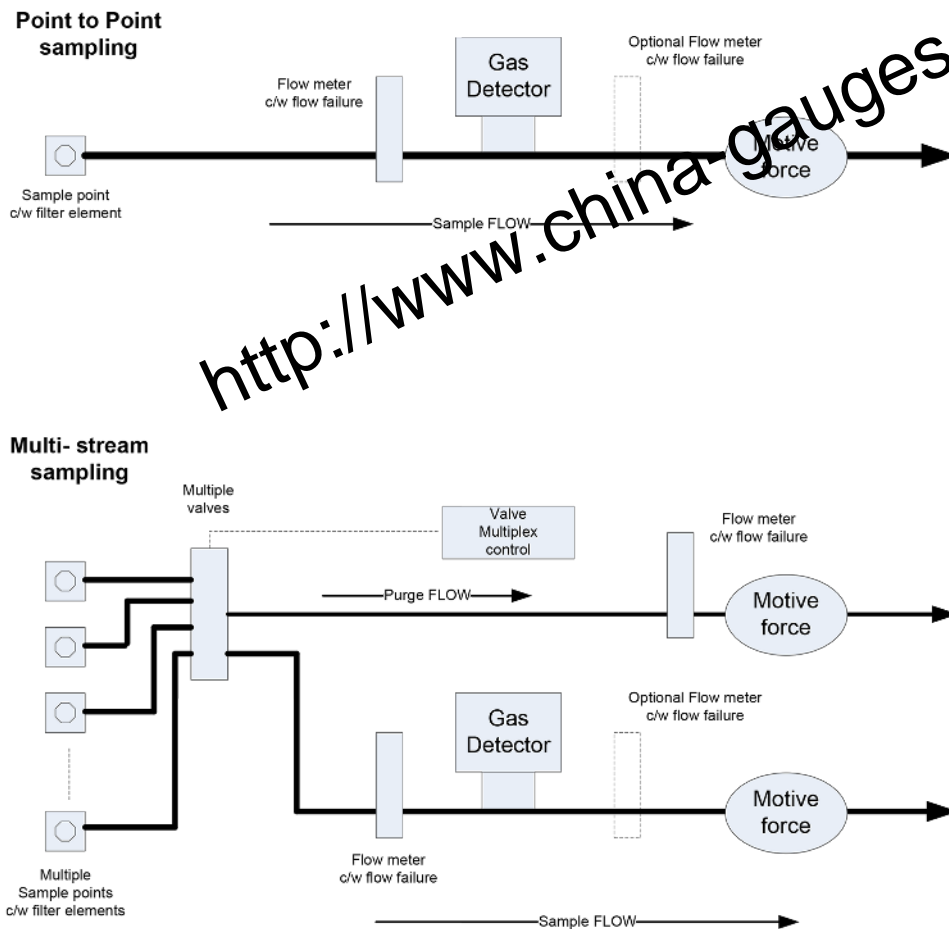 Point to Point
sampling
Flow meter
c/w flow failure
Gas
Detector
Optional Flow meter
c/w flow failure
Motive
force
Sample point
c/w filter element
Sample FLOW
http://www.china-gauges
Multi- stream
sampling
Multiple
valves
Valve
Multiplex
control
Flow meter
c/w flow failure
Purge FLOW
Motive
force
Gas
Detector
Optional Flow meter
c/w flow failure
Motive
force
Flow meter
c/w flow failure
Multiple
Sample points
c/w filter elements
Sample FLOW